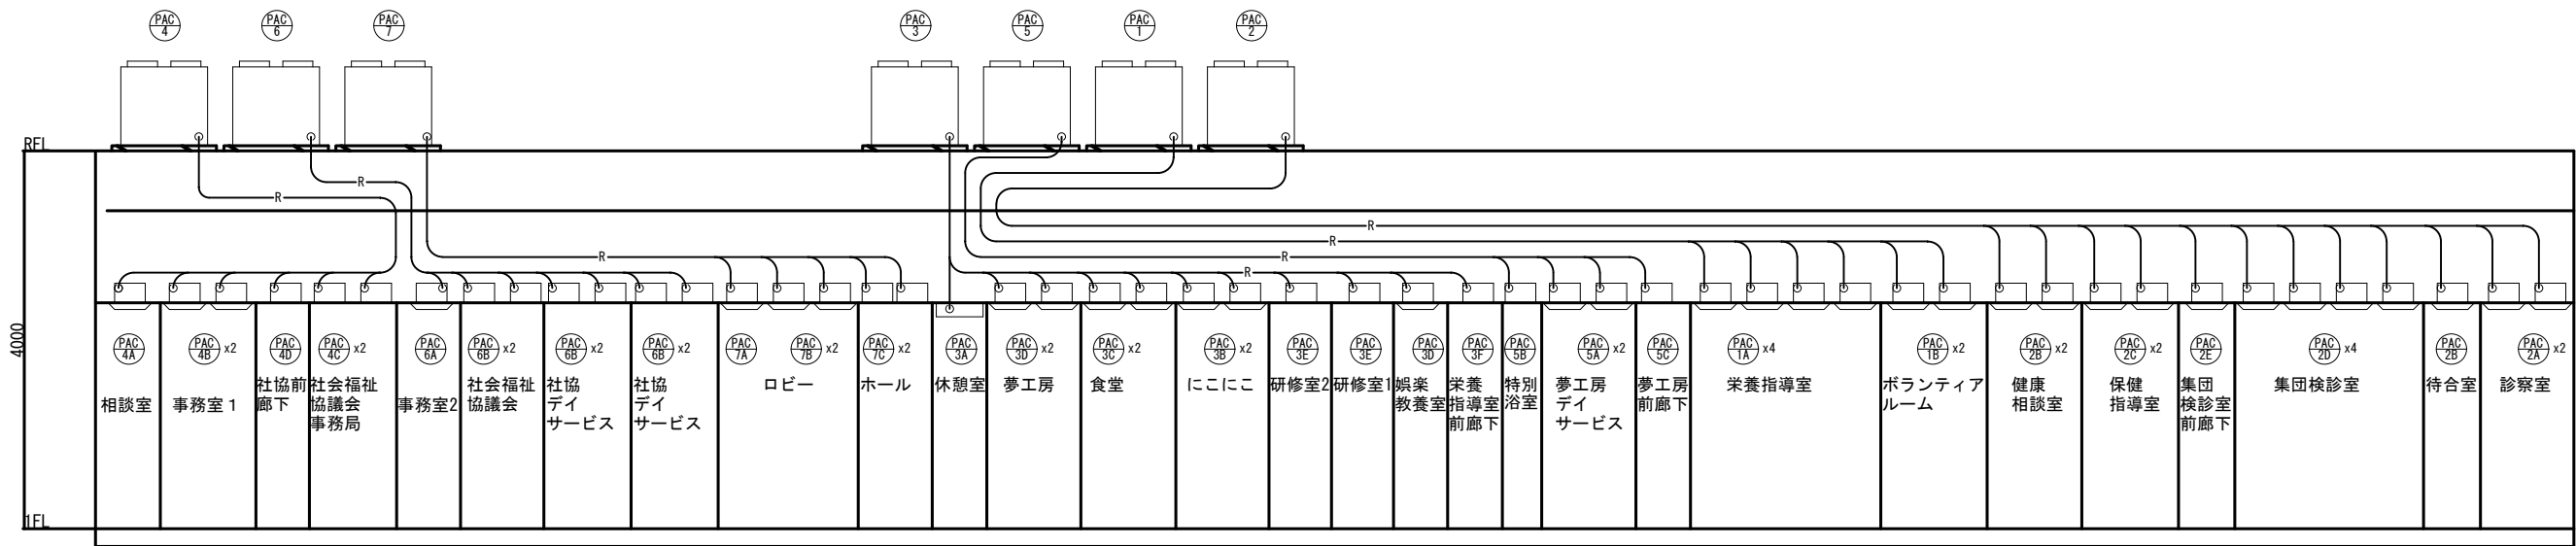 PAC 4
PAC 6
PAC 7
PAC 3
PAC 5
PAC 1
PAC 2
RFL
R
R
R
R
R
R
R
4000
1FL
PAC 4A
相談室
PAC 4B x2
事務室1
PAC 4D
社協前
廊下
PAC 4C x2
社会福祉
協議会
事務局
PAC 6A
事務室2
PAC 6B x2
社会福祉
協議会
PAC 6B x2
社協
デイ
サービス
PAC 6B x2
社協
デイ
サービス
PAC 7A
PAC 7B x2
ロビー
PAC 7C x2
ホール
PAC 3A
休憩室
PAC 3D x2
夢工房
PAC 3C x2
食堂
PAC 3B x2
にこにこ
PAC 3E
研修室2
PAC 3E
研修室1
PAC 3D
娯楽
教養室
PAC 3F
栄養
指導室
前廊下
PAC 5B
特別
浴室
PAC 5A x2
夢工房
デイ
サービス
PAC 5C
夢工房
前廊下
PAC 1A x4
栄養指導室
PAC 1B x2
ボランティア
ルーム
PAC 2B x2
健康
相談室
PAC 2C x2
保健
指導室
PAC 2E
集団
検診室
前廊下
PAC 2D x4
集団検診室
PAC 2B
待合室
PAC 2A x2
診察室